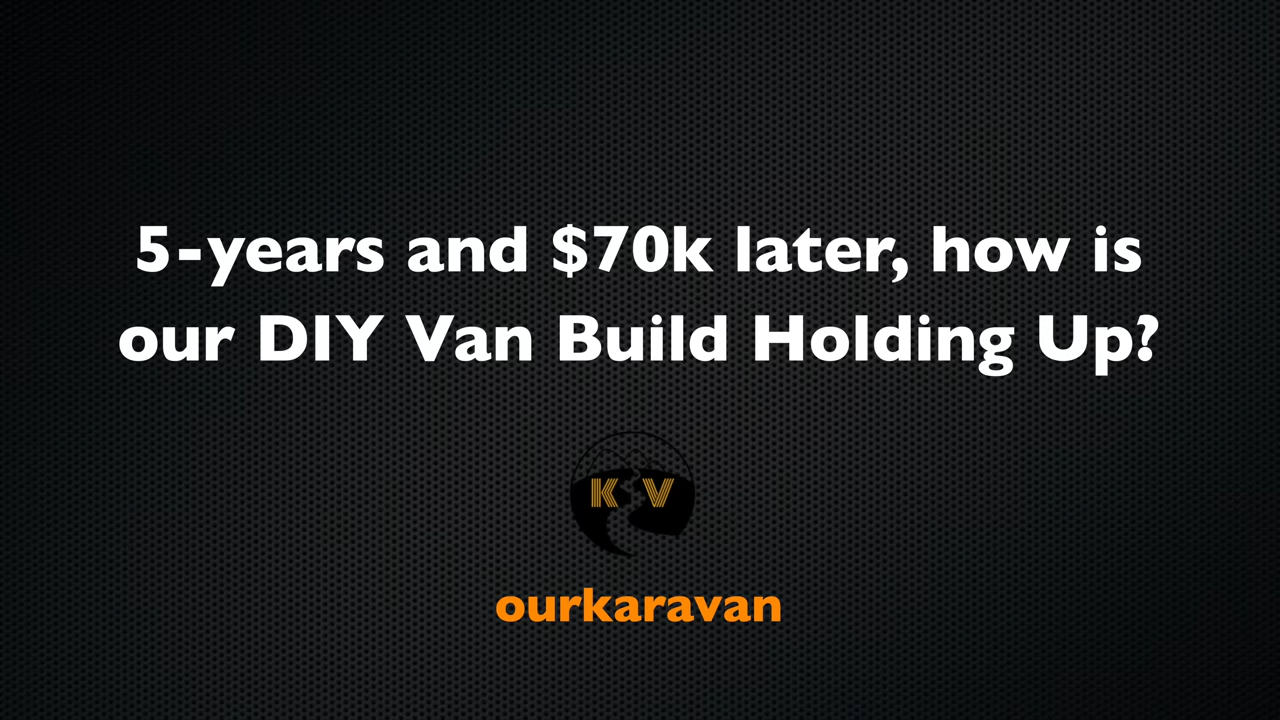 5-years and $70k later, how is
our DIY Van Build Holding Up?
K V
ourkaravan